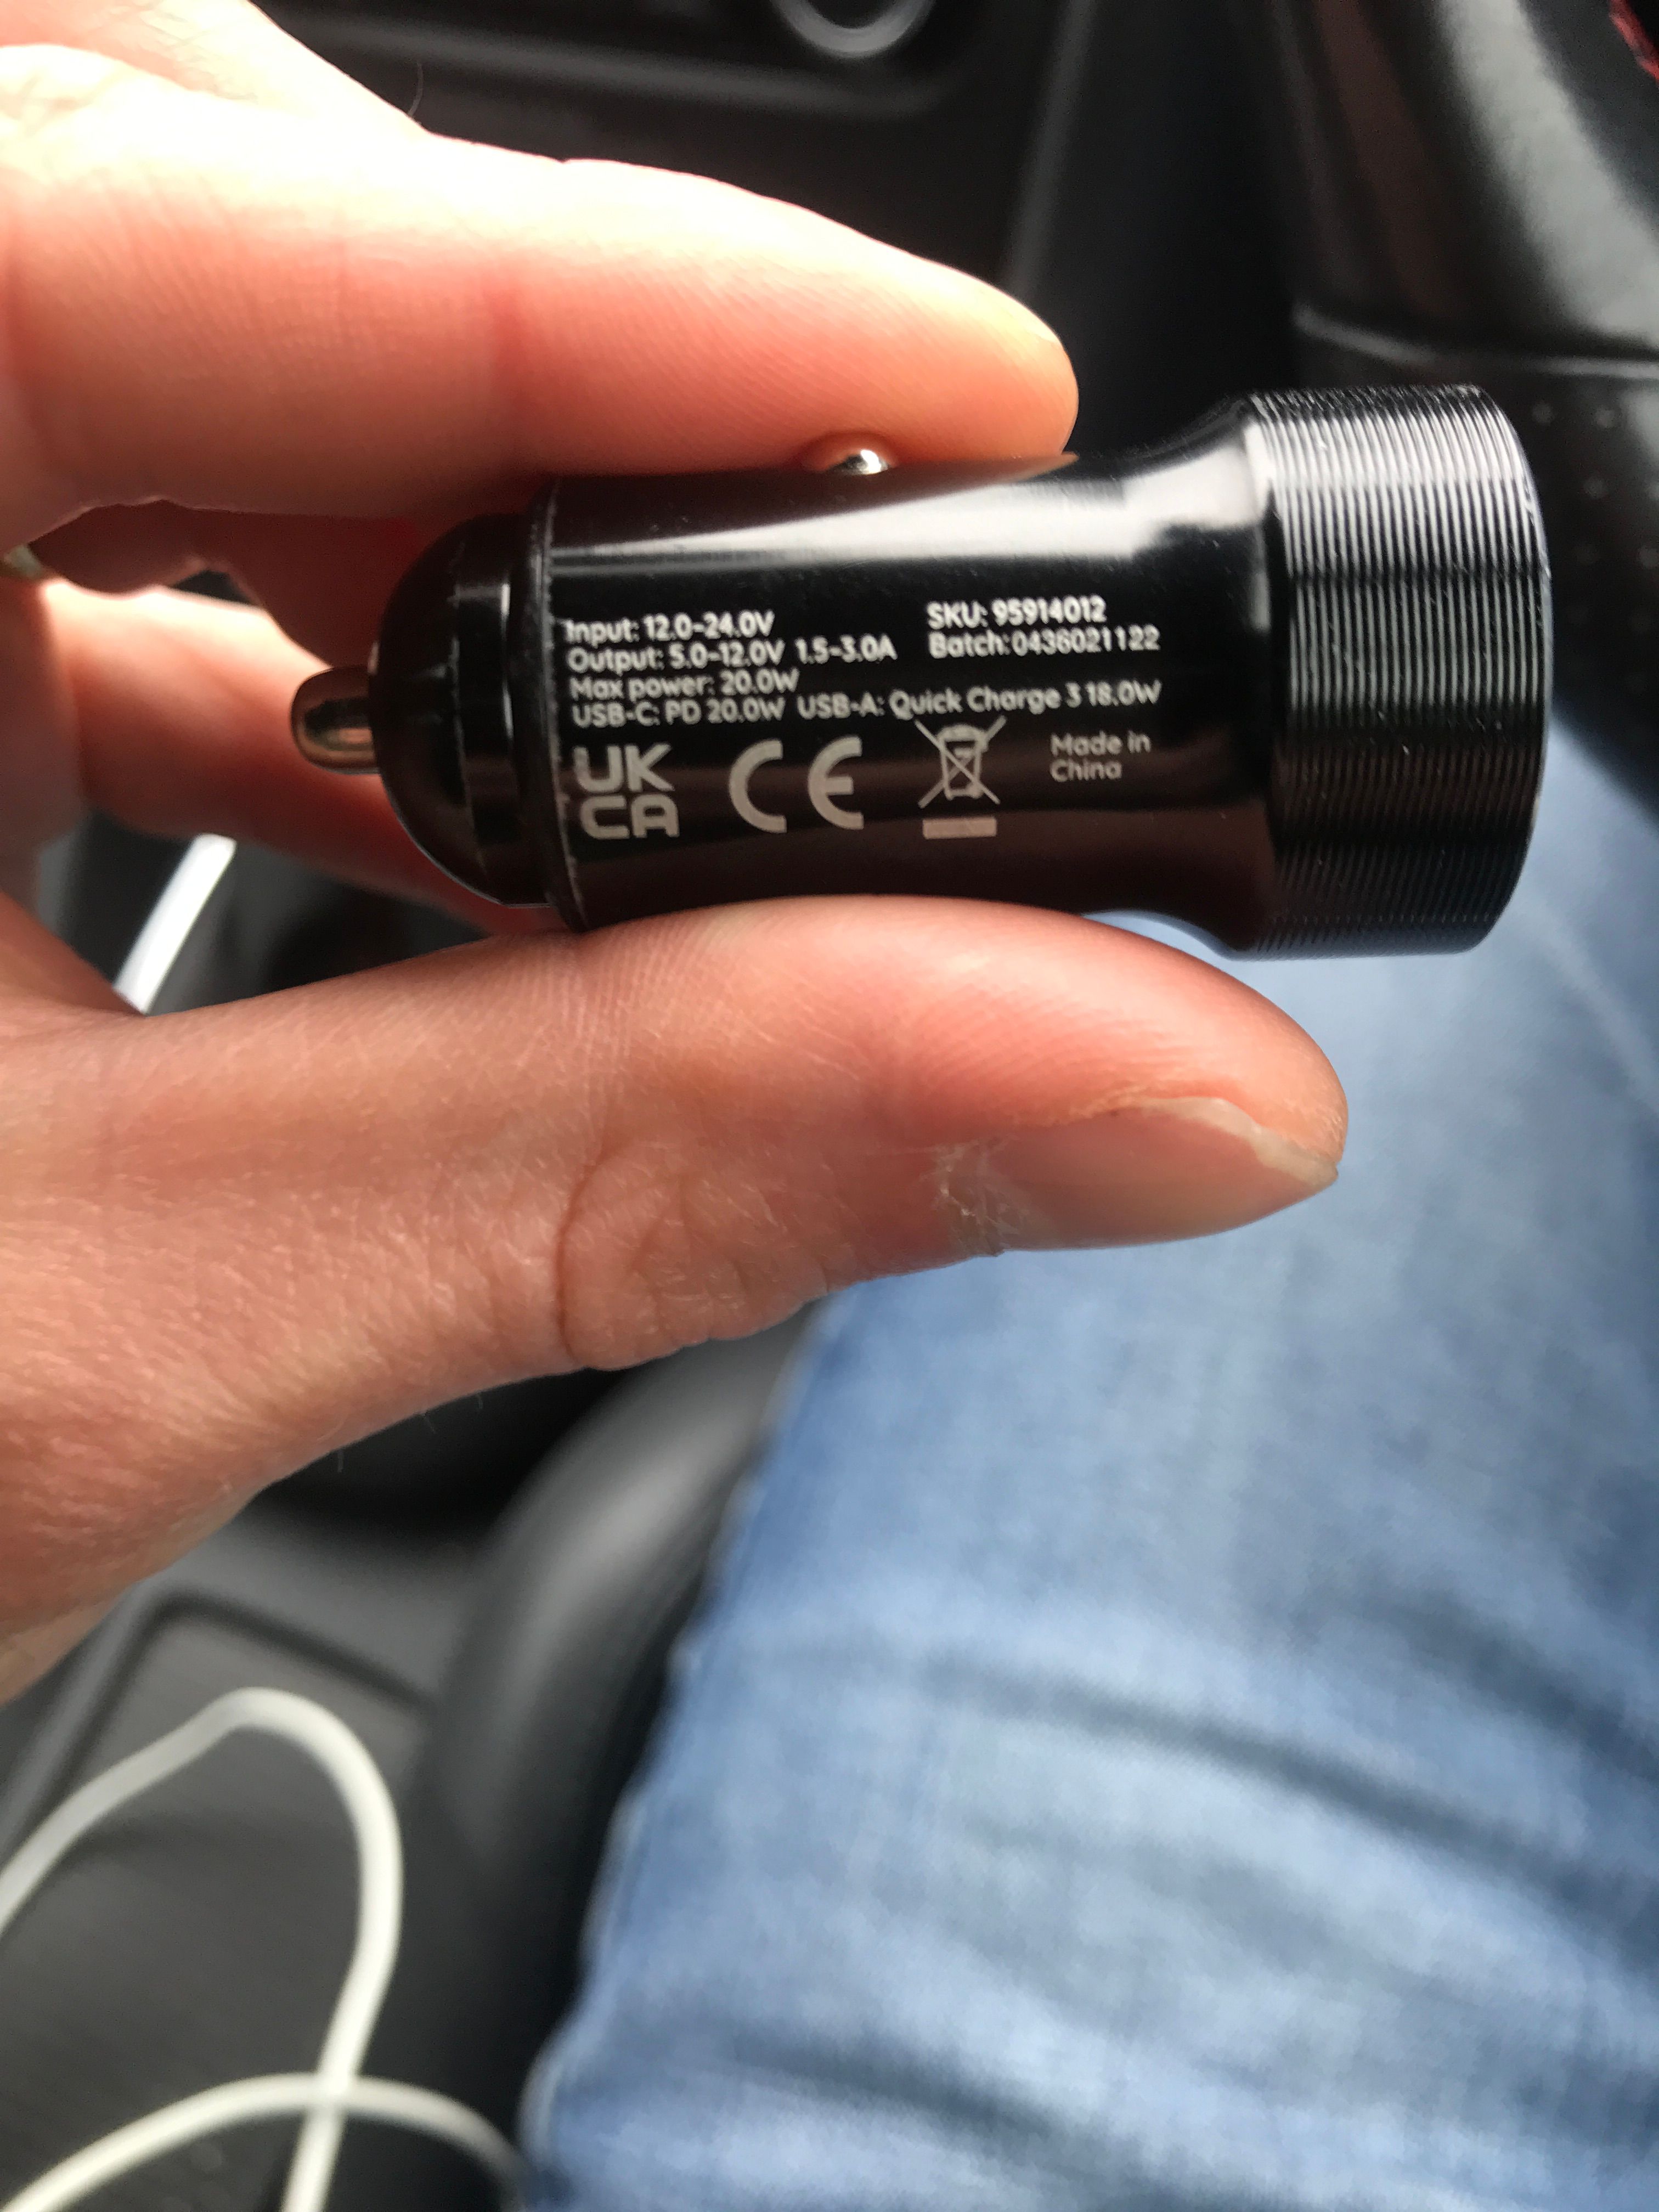 Input: 12.0-24.0V
Output: 5.0-12.0V 1.5-3.0A
Max power: 20.0W
USB-C: PD 20.0W USB-A: Quick Charge 3 18.0W
SKU: 95914012
Batch: 0436021122
UK
CA
CE
Made in
China